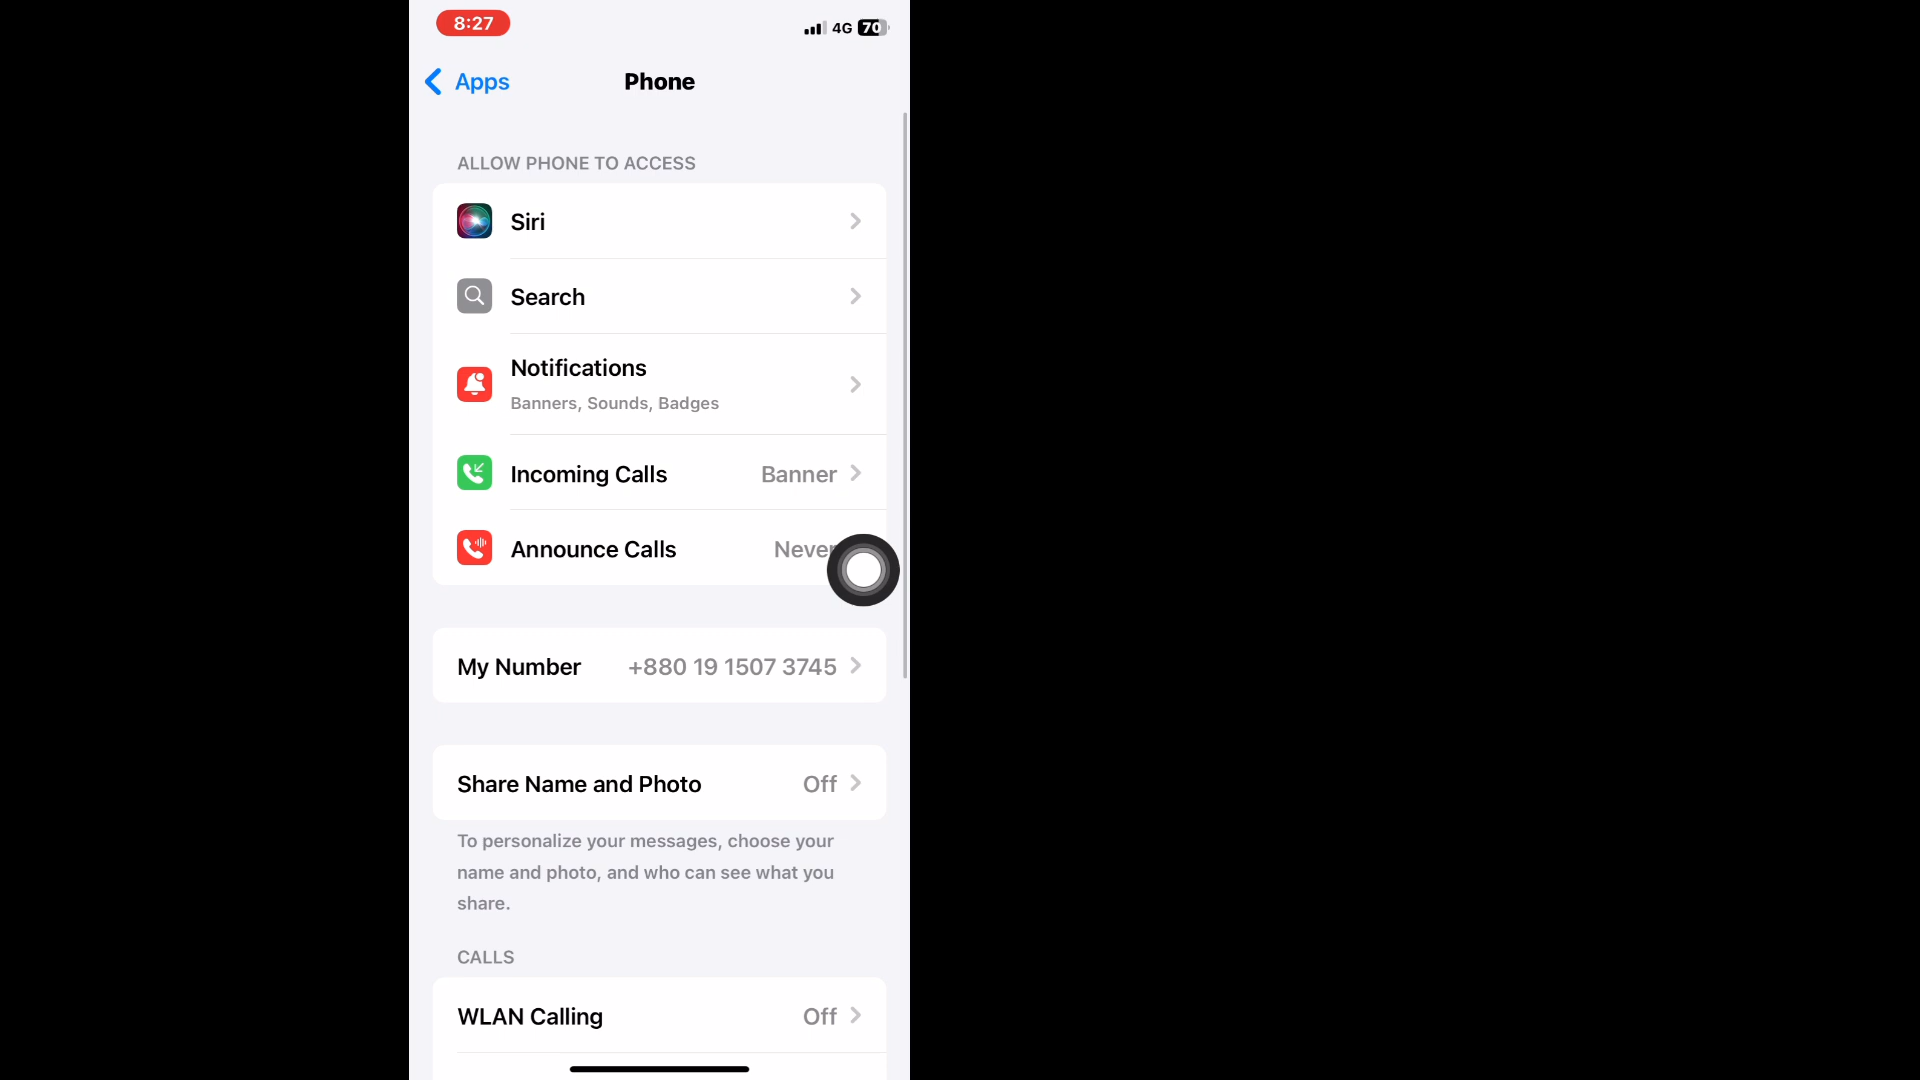 8:27
4G 70
Apps
Phone
ALLOW PHONE TO ACCESS
Siri
Search
Notifications
Banners, Sounds, Badges
Incoming Calls Banner
Announce Calls Never
My Number +880 19 1507 3745
Share Name and Photo Off
To personalize your messages, choose your
name and photo, and who can see what you
share.
CALLS
WLAN Calling Off